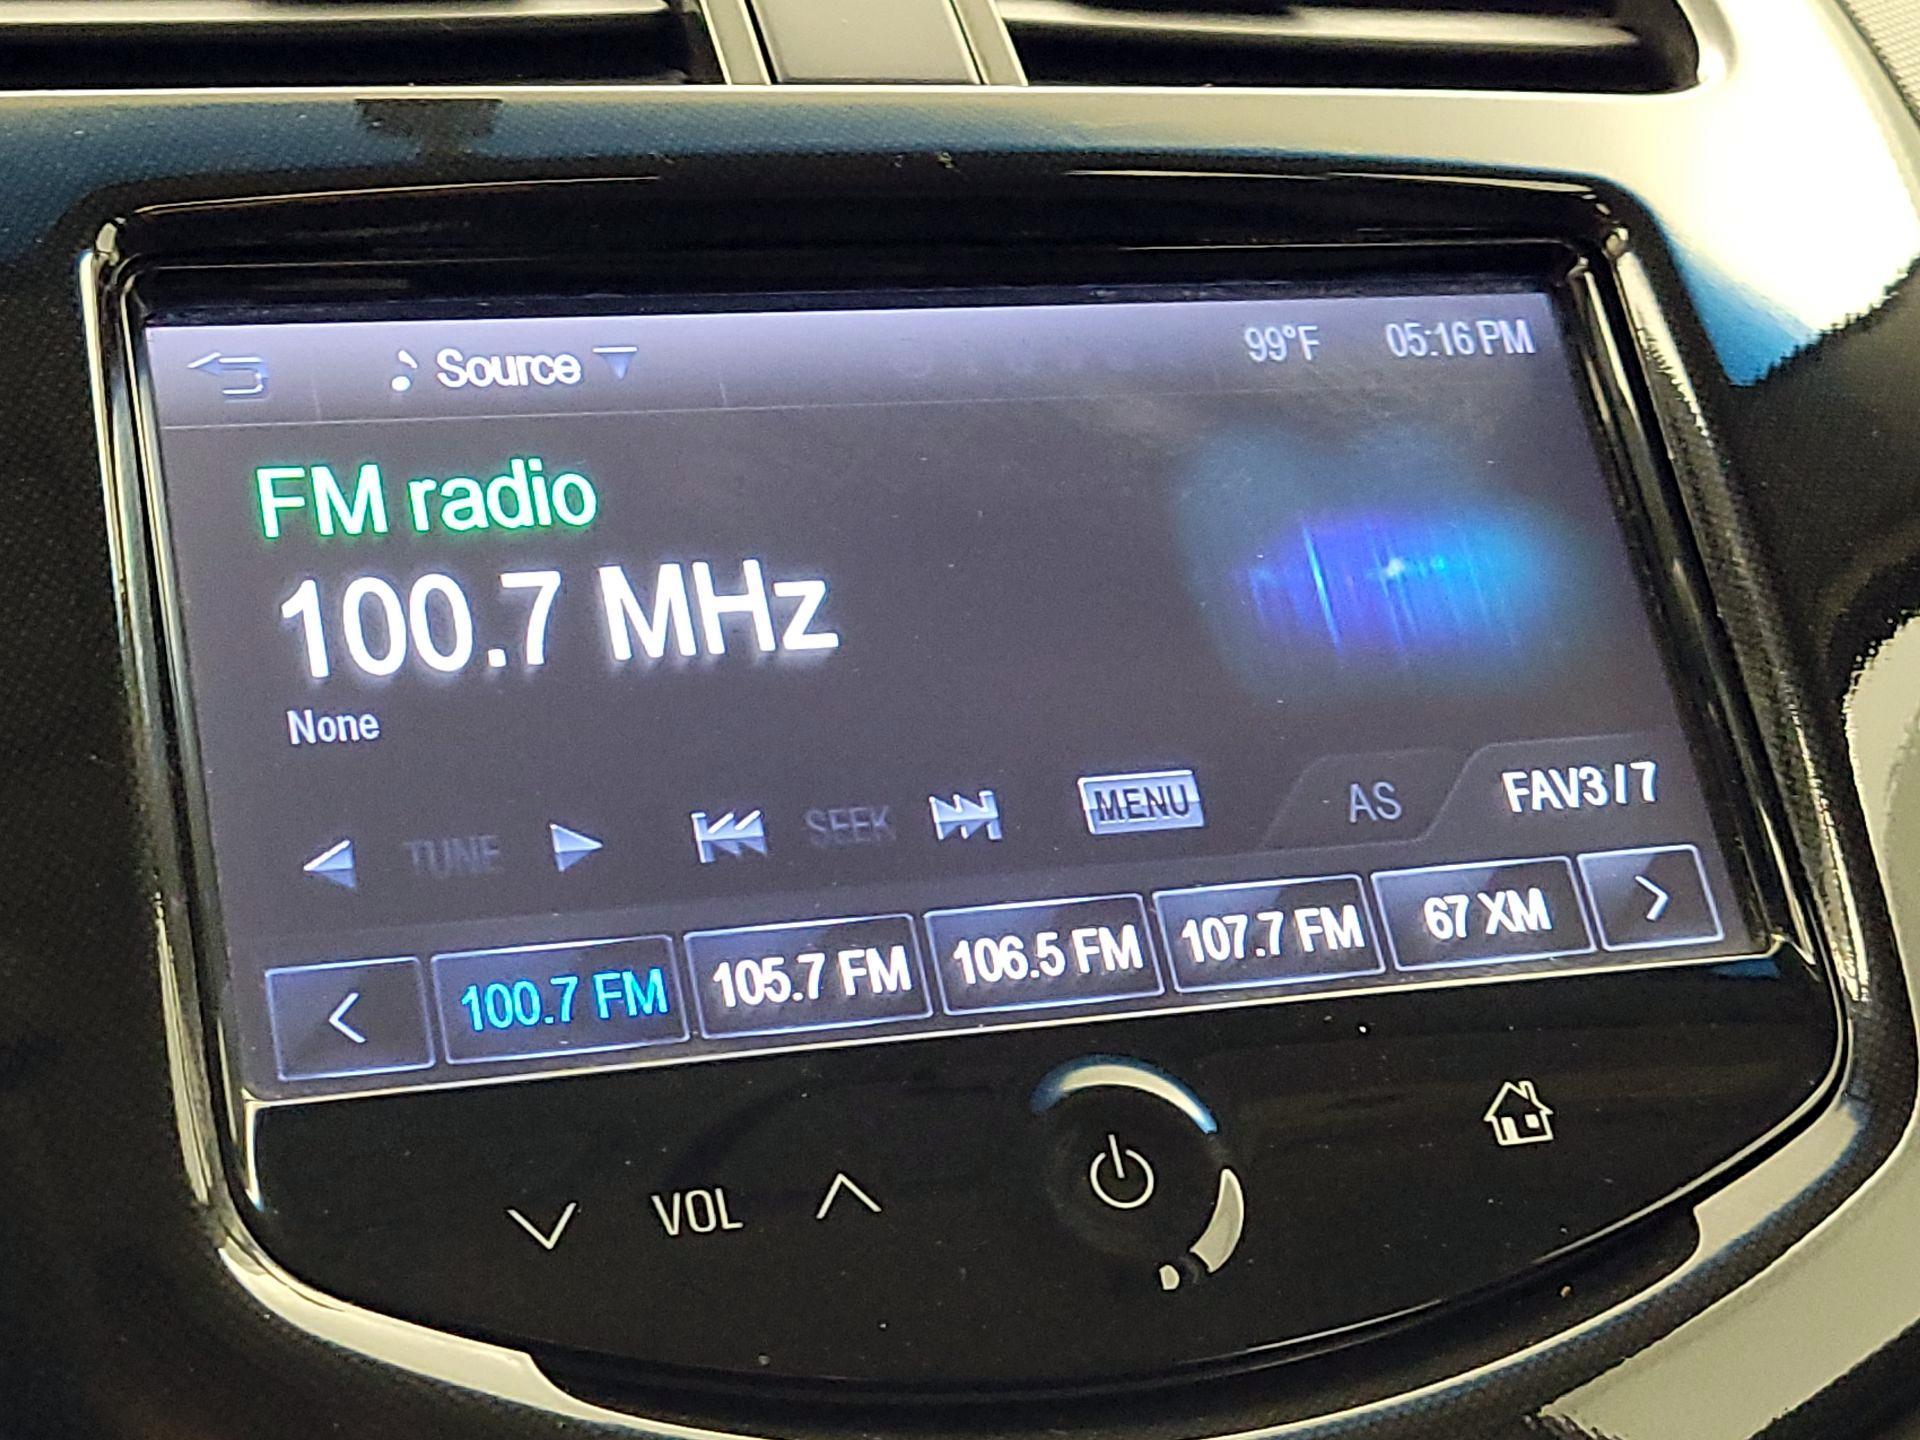 Source 99°F 05:16 PM
FM radio
100.7 MHz
None
TUNE SEEK MENU AS FAV3/7
100.7 FM 105.7 FM 106.5 FM 107.7 FM 67 XM
VOL